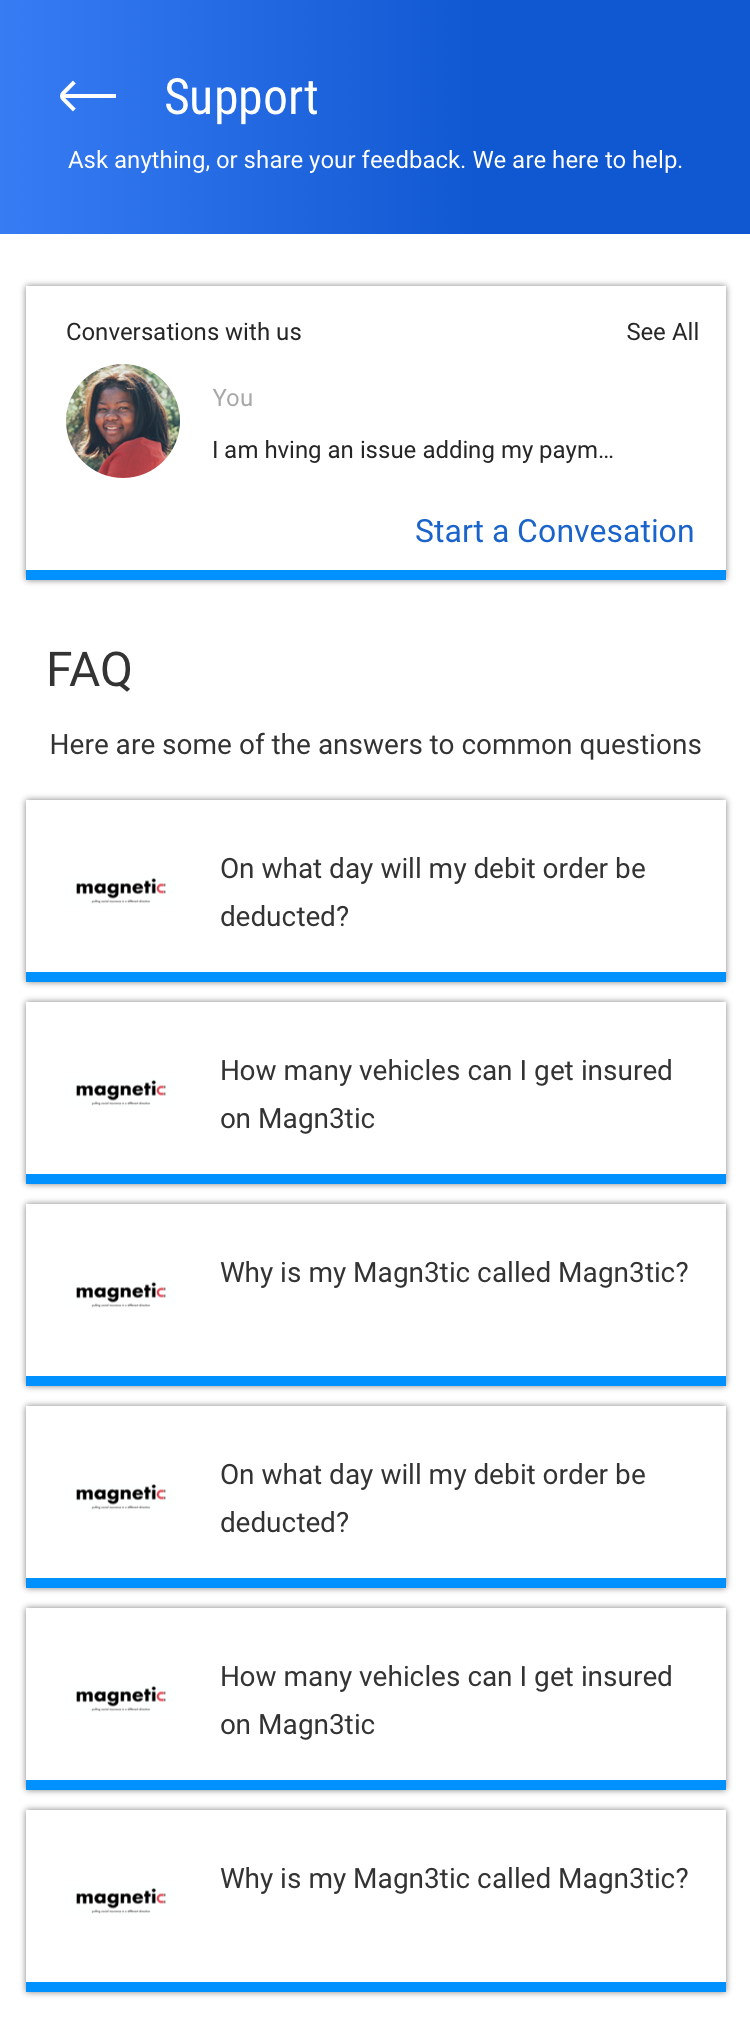 Support
Ask anything, or share your feedback. We are here to help.
Conversations with us
See All
You
I am hving an issue adding my paym...
Start a Convesation
FAQ
Here are some of the answers to common questions
magnetic
On what day will my debit order be
deducted?
magnetic
How many vehicles can I get insured
on Magn3tic
magnetic
Why is my Magn3tic called Magn3tic?
magnetic
On what day will my debit order be
deducted?
magnetic
How many vehicles can I get insured
on Magn3tic
magnetic
Why is my Magn3tic called Magn3tic?